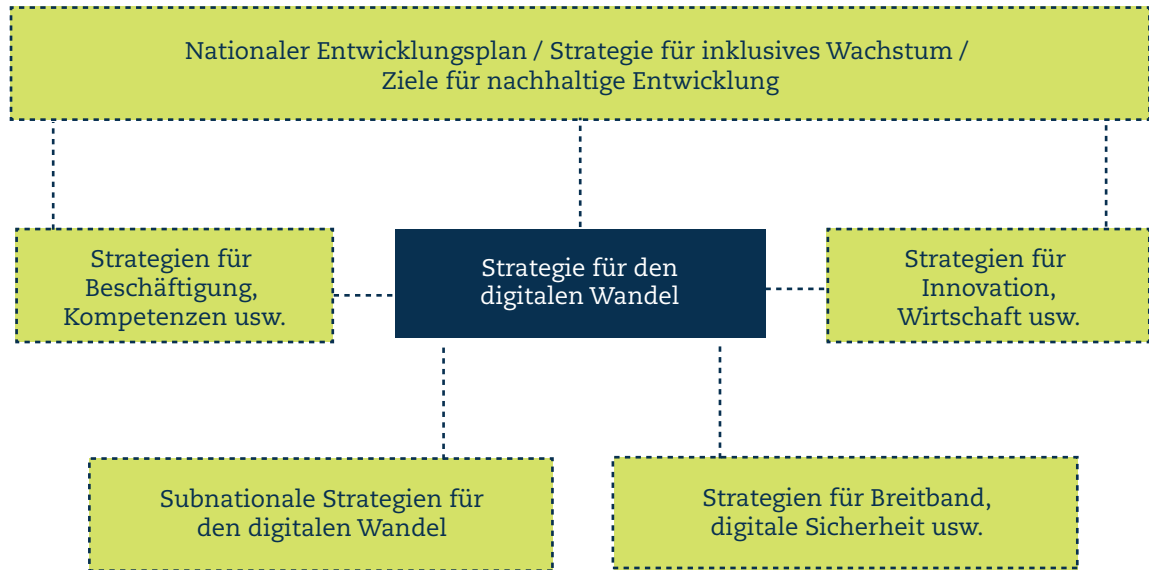 Nationaler Entwicklungsplan / Strategie für inklusives Wachstum /
Ziele für nachhaltige Entwicklung
Strategien für
Beschäftigung,
Kompetenzen usw.
Strategie für den
digitalen Wandel
Strategien für
Innovation,
Wirtschaft usw.
Subnationale Strategien für
den digitalen Wandel
Strategien für Breitband,
digitale Sicherheit usw.